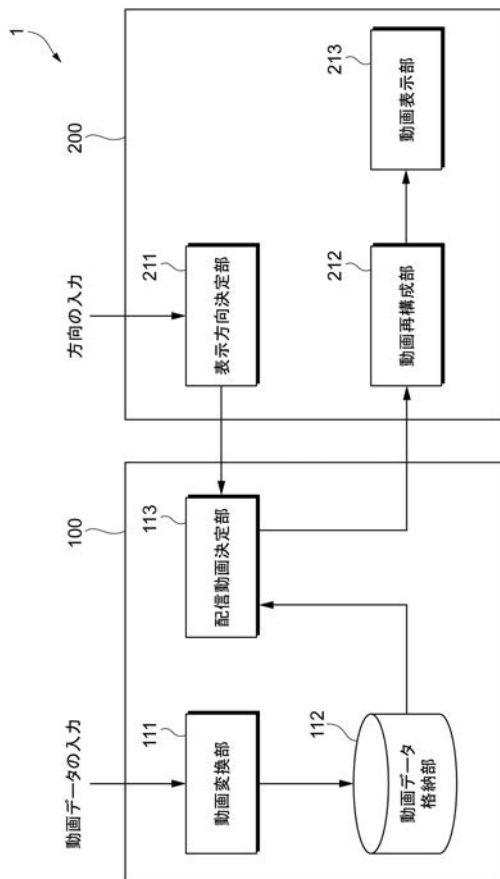 1
100
200
動画データの入力
方向の入力
111
動画変換部
113
配信動画決定部
211
表示方向決定部
112
動画データ
格納部
212
動画再構成部
213
動画表示部